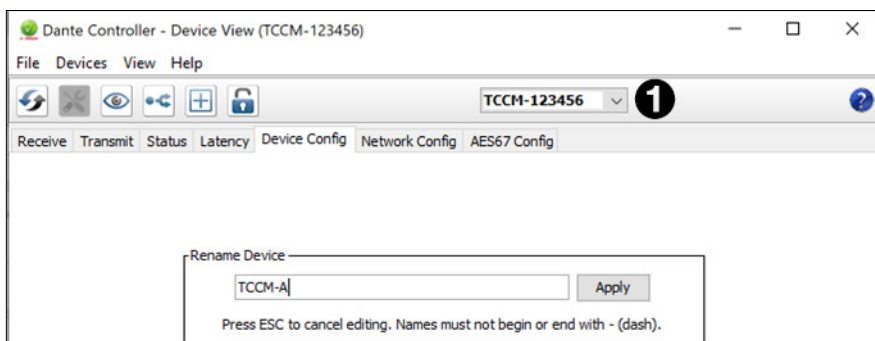 Dante Controller - Device View (TCCM-123456)
File Devices View Help
TCCM-123456 1 ?
Receive Transmit Status Latency Device Config Network Config AES67 Config
Rename Device
TCCM-A Apply
Press ESC to cancel editing. Names must not begin or end with - (dash).